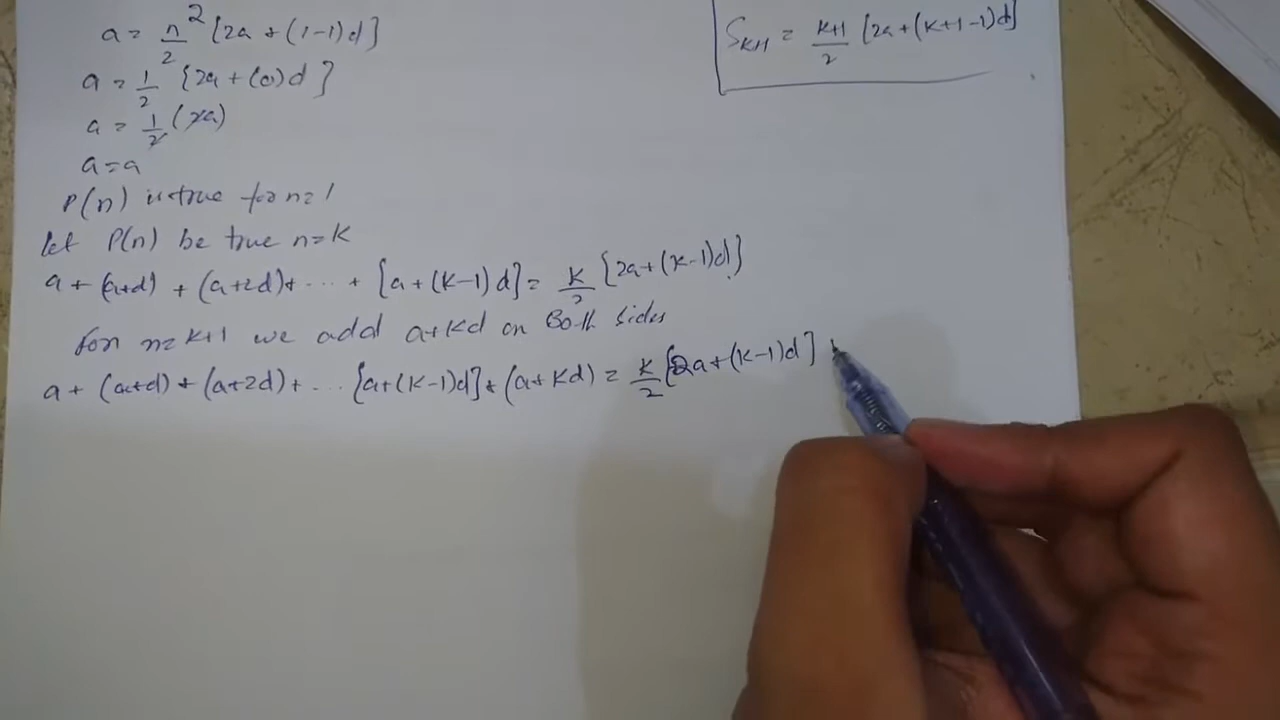 a = n/2 [2a + (1-1)d]
a = 1/2 [2a + (0)d]
a = 1/2 (2a)
a = a
P(n) is true for n=1
let P(n) be true n=k
a + (a+d) + (a+2d)+ ... + [a+(k-1)d] = k/2 [2a+(k-1)d]
for n=k+1 we add a+kd on Both sides
a + (a+d) + (a+2d)+ ... [a+(k-1)d] + (a+kd) = k/2 [2a+(k-1)d] +
S_{k+1} = k+1/2 [2a+(k+1-1)d]